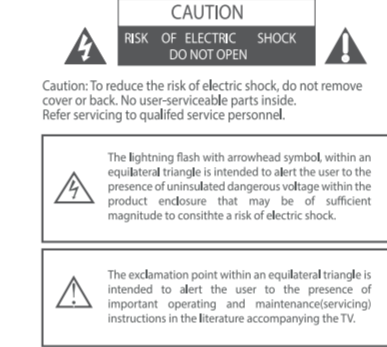 CAUTION
RISK OF ELECTRIC SHOCK
DO NOT OPEN
Caution: To reduce the risk of electric shock, do not remove
cover or back. No user-serviceable parts inside.
Refer servicing to qualifed service personnel.
The lightning flash with arrowhead symbol, within an
equilateral triangle is intended to alert the user to the
presence of uninsulated dangerous voltage within the
product enclosure that may be of sufficient
magnitude to consithte a risk of electric shock.
The exclamation point within an equilateral triangle is
intended to alert the user to the presence of
important operating and maintenance(servicing)
instructions in the literature accompanying the TV.